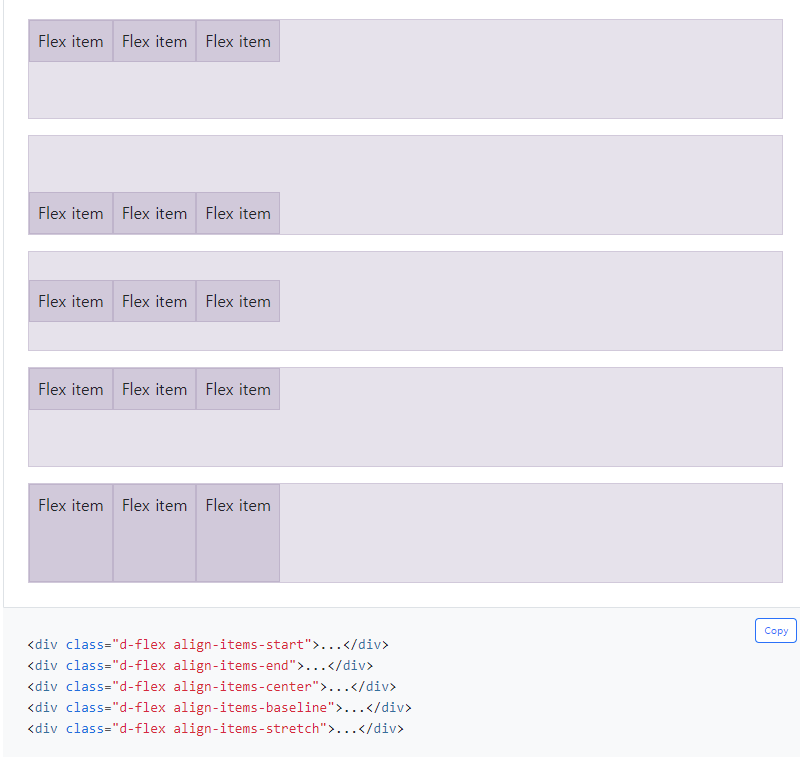 Flex item Flex item Flex item
Flex item Flex item Flex item
Flex item Flex item Flex item
Flex item Flex item Flex item
Flex item Flex item Flex item
Copy
<div class="d-flex align-items-start">...</div>
<div class="d-flex align-items-end">...</div>
<div class="d-flex align-items-center">...</div>
<div class="d-flex align-items-baseline">...</div>
<div class="d-flex align-items-stretch">...</div>